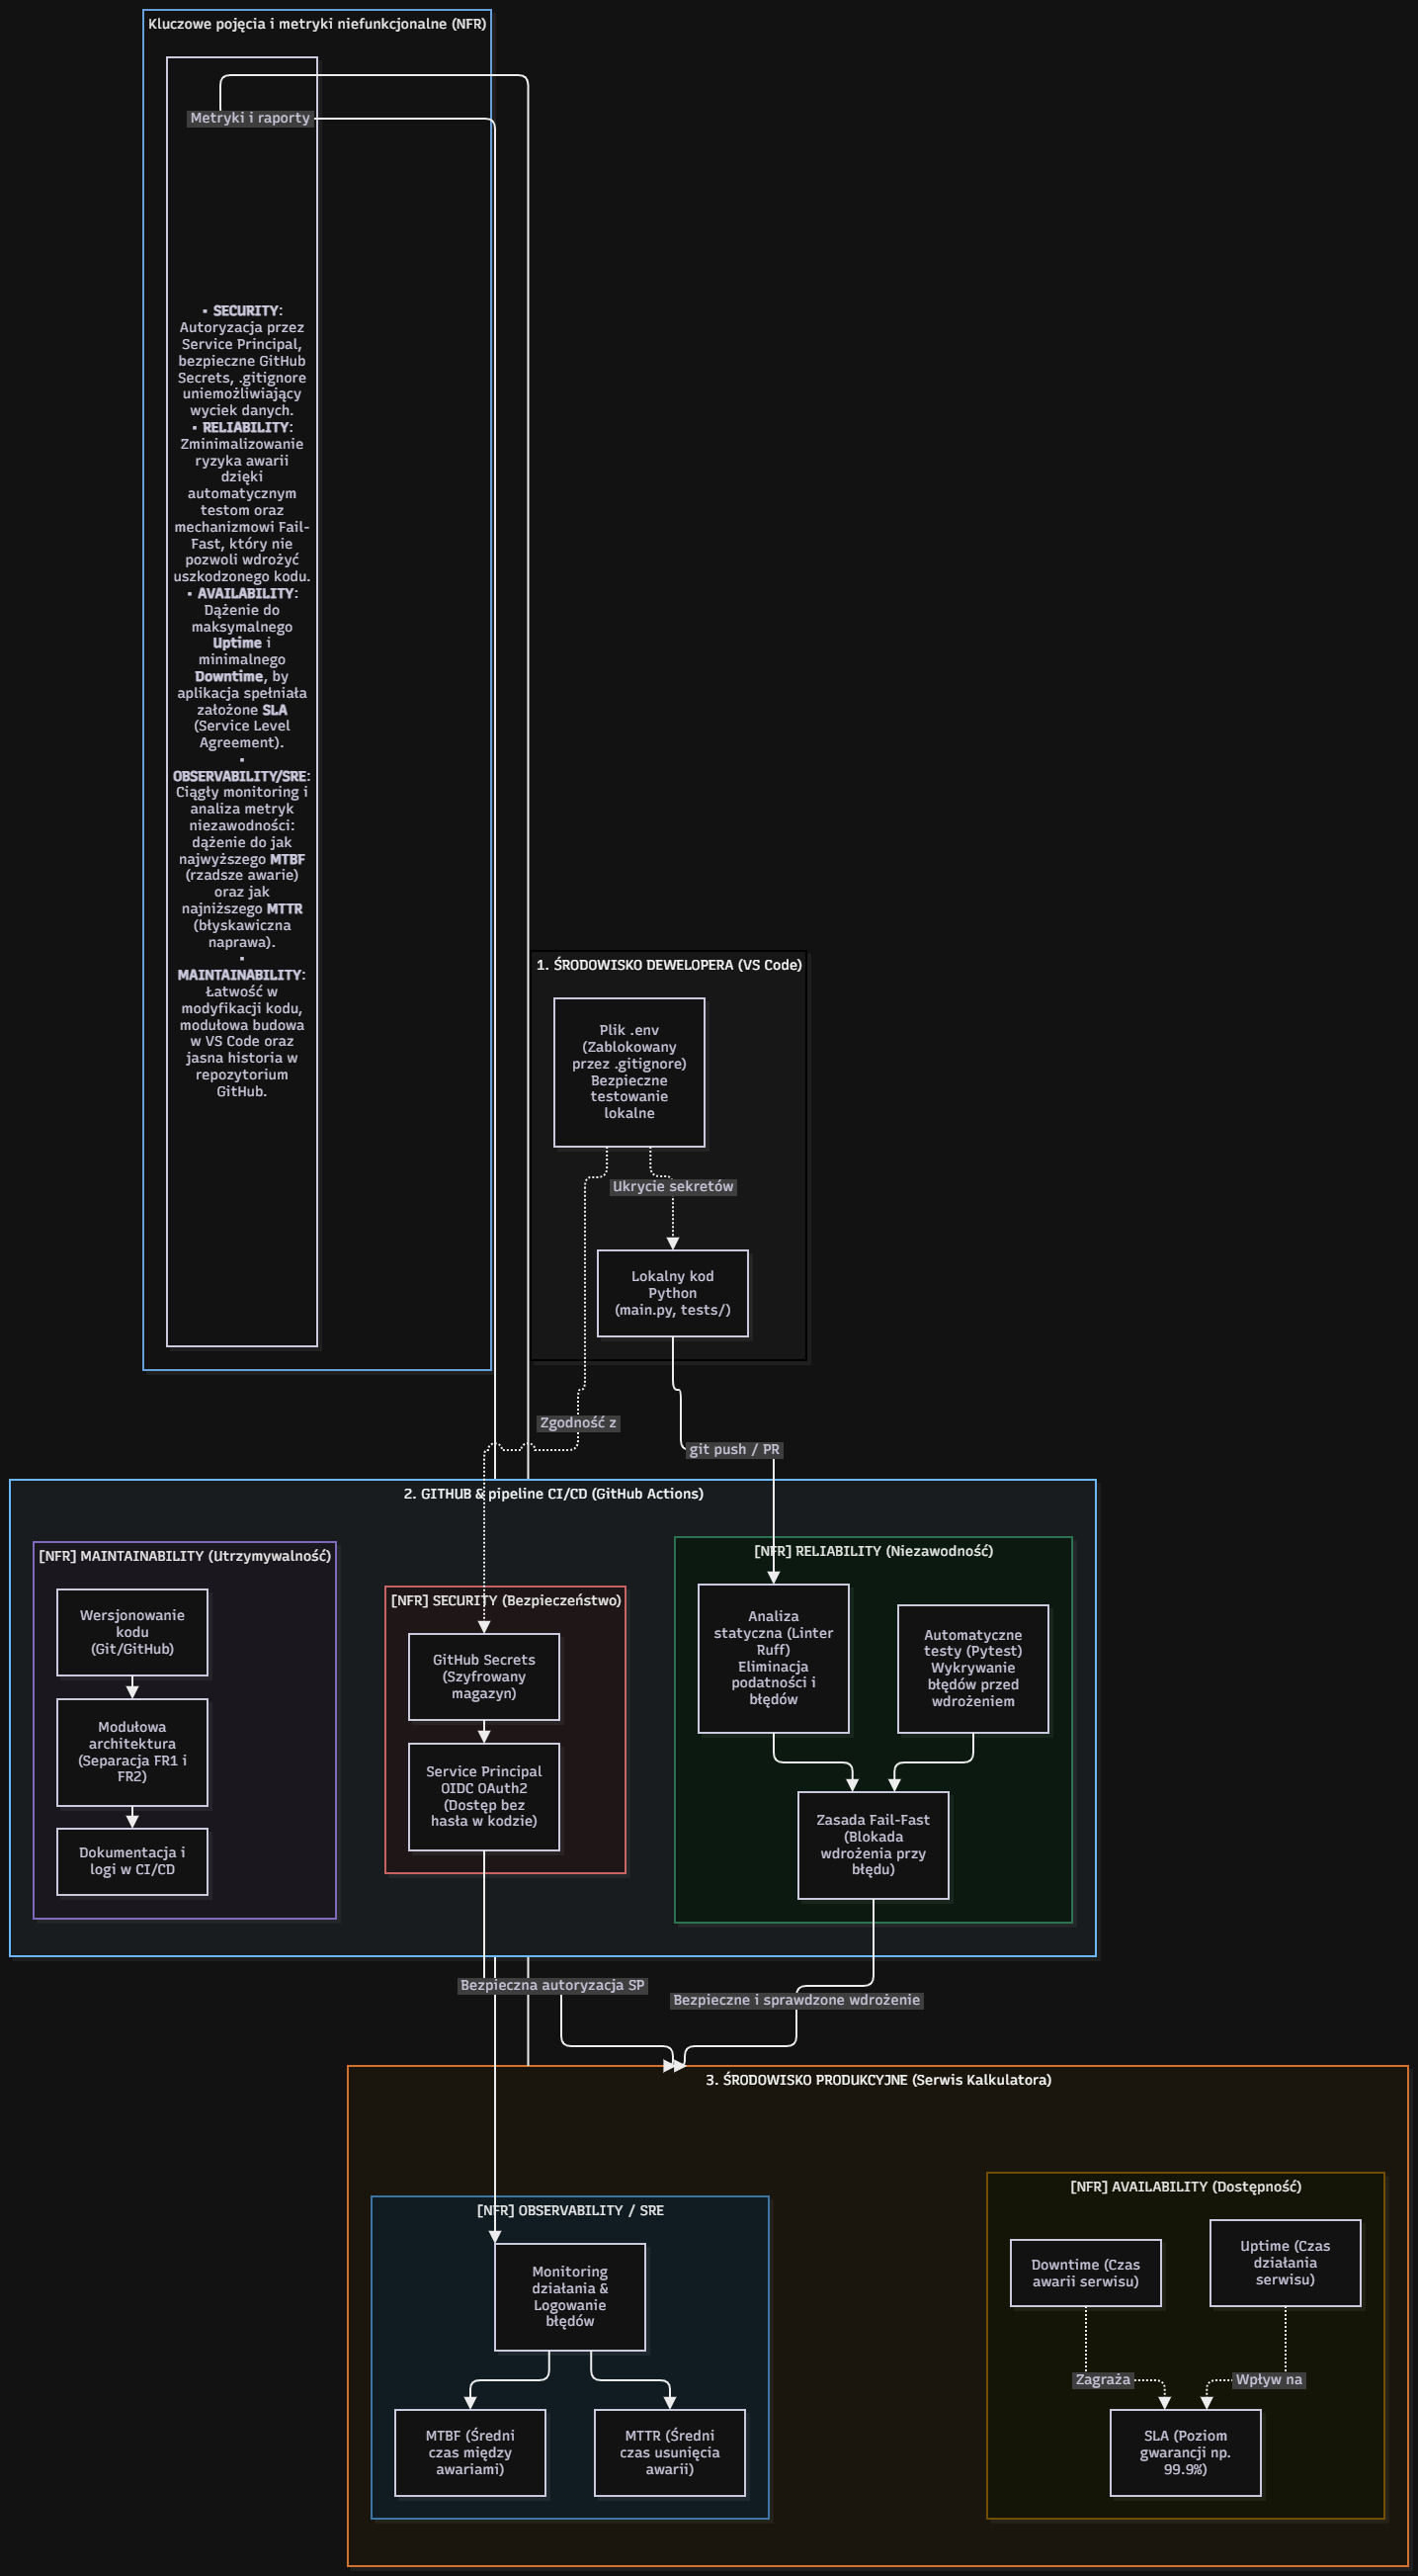 Kluczowe pojęcia i metryki niefunkcjonalne (NFR)
Metryki i raporty
▪ SECURITY:
Autoryzacja przez
Service Principal,
bezpieczne GitHub
Secrets, .gitignore
uniemożliwiający
wyciek danych.
▪ RELIABILITY:
Zminimalizowanie
ryzyka awarii
dzięki
automatycznym
testom oraz
mechanizmowi Fail-
Fast, który nie
pozwoli wdrożyć
uszkodzonego kodu.
▪ AVAILABILITY:
Dążenie do
maksymalnego
Uptime i
minimalnego
Downtime, by
aplikacja spełniała
założone SLA
(Service Level
Agreement).
▪
OBSERVABILITY/SRE:
Ciągły monitoring i
analiza metryk
niezawodności:
dążenie do jak
najwyższego MTBF
(rzadsze awarie)
oraz jak
najniższego MTTR
(błyskawiczna
naprawa).
▪
MAINTAINABILITY:
Łatwość w
modyfikacji kodu,
modułowa budowa
w VS Code oraz
jasna historia w
repozytorium
GitHub.
1. ŚRODOWISKO DEWELOPERA (VS Code)
Plik .env
(Zablokowany
przez .gitignore)
Bezpieczne
testowanie
lokalne
Ukrycie sekretów
Lokalny kod
Python
(main.py, tests/)
Zgodność z
git push / PR
2. GITHUB & pipeline CI/CD (GitHub Actions)
[NFR] MAINTAINABILITY (Utrzymywalność)
Wersjonowanie
kodu
(Git/GitHub)
Modułowa
architektura
(Separacja FR1 i
FR2)
Dokumentacja i
logi w CI/CD
[NFR] SECURITY (Bezpieczeństwo)
GitHub Secrets
(Szyfrowany
magazyn)
Service Principal
OIDC OAuth2
(Dostęp bez
hasła w kodzie)
[NFR] RELIABILITY (Niezawodność)
Analiza
statyczna (Linter
Ruff)
Eliminacja
podatności i
błędów
Automatyczne
testy (Pytest)
Wykrywanie
błędów przed
wdrożeniem
Zasada Fail-Fast
(Blokada
wdrożenia przy
błędu)
Bezpieczna autoryzacja SP
Bezpieczne i sprawdzone wdrożenie
3. ŚRODOWISKO PRODUKCYJNE (Serwis Kalkulatora)
[NFR] OBSERVABILITY / SRE
Monitoring
działania &
Logowanie
błędów
MTBF (Średni
czas między
awariami)
MTTR (Średni
czas usunięcia
awarii)
[NFR] AVAILABILITY (Dostępność)
Downtime (Czas
awarii serwisu)
Uptime (Czas
działania
serwisu)
Zagraża
Wpływ na
SLA (Poziom
gwarancji np.
99.9%)